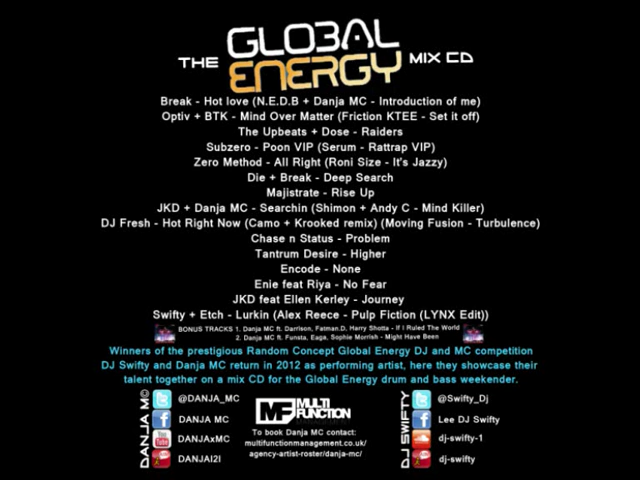 THE GLOBAL ENERGY MIX CD
Break - Hot love (N.E.D.B + Danja MC - Introduction of me)
Optiv + BTK - Mind Over Matter (Friction KTEE - Set it off)
The Upbeats + Dose - Raiders
Subzero - Poon VIP (Serum - Rattrap VIP)
Zero Method - All Right (Roni Size - It's Jazzy)
Die + Break - Deep Search
Majistrate - Rise Up
JKD + Danja MC - Searchin (Shimon + Andy C - Mind Killer)
DJ Fresh - Hot Right Now (Camo + Krooked remix) (Moving Fusion - Turbulence)
Chase n Status - Problem
Tantrum Desire - Higher
Encode - None
Enie feat Riya - No Fear
JKD feat Ellen Kerley - Journey
Swifty + Etch - Lurkin (Alex Reece - Pulp Fiction (LYNX Edit))
BONUS TRACKS 1. Danja MC ft. Darrison, Fatman.D, Harry Shotta - If I Ruled The World
2. Danja MC ft. Funsta, Eaga, Sophie Morrish - Might Have Been
Winners of the prestigious Random Concept Global Energy DJ and MC competition
DJ Swifty and Danja MC return in 2012 as performing artist, here they showcase their
talent together on a mix CD for the Global Energy drum and bass weekender.
DANJA MC
@DANJA_MC
DANJA MC
DANJAxMC
DANJAI2I
MF MULTI
FUNCTION
MANAGEMENT
To book Danja MC contact:
multifunctionmanagement.co.uk/
agency-artist-roster/danja-mc/
DJ SWIFTY
@Swifty_Dj
Lee DJ Swifty
dj-swifty-1
dj-swifty